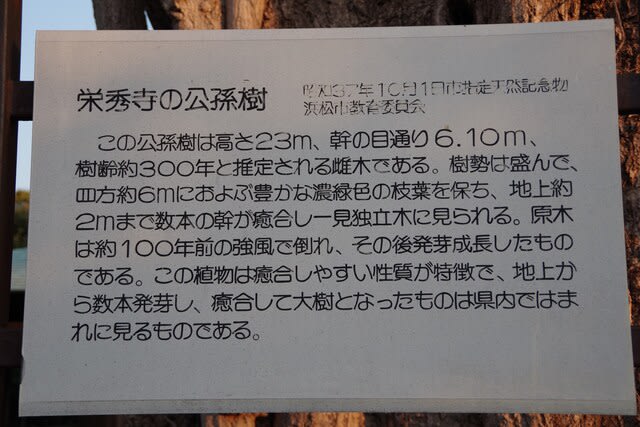 栄秀寺の公孫樹
昭和37年10月1日市指定天然記念物
浜松市教育委員会
この公孫樹は高さ23m、幹の目通り6.10m、
樹齢約300年と推定される雌木である。樹勢は盛んで、
四方約6mにおよぶ豊かな濃緑色の枝葉を保ち、地上約
2mまで数本の幹が癒合し一見独立木に見られる。原木
は約100年前の強風で倒れ、その後発芽成長したもの
である。この植物は癒合しやすい性質が特徴で、地上か
ら数本発芽し、癒合して大樹となったものは県内ではま
れに見るものである。